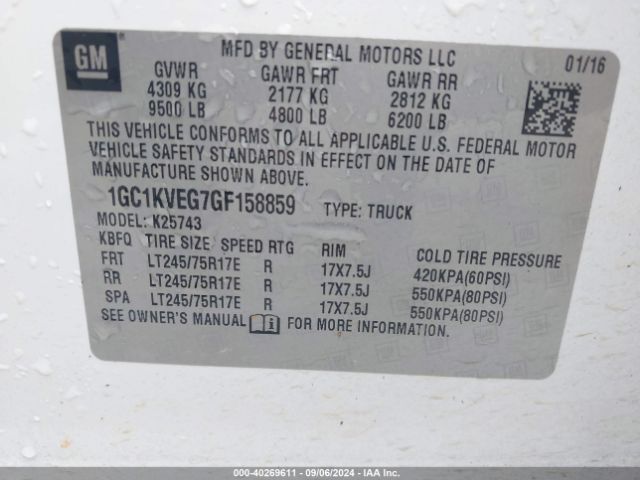 GM
MFD BY GENERAL MOTORS LLC
01/16
GVWR GAWR FRT GAWR RR
4309 KG 2177 KG 2812 KG
9500 LB 4800 LB 6200 LB
THIS VEHICLE CONFORMS TO ALL APPLICABLE U.S. FEDERAL MOTOR
VEHICLE SAFETY STANDARDS IN EFFECT ON THE DATE OF
MANUFACTURE SHOWN ABOVE.
1GC1KVEG7GF158859 TYPE: TRUCK
MODEL: K25743
KBFQ TIRE SIZE SPEED RTG RIM COLD TIRE PRESSURE
FRT LT245/75R17E R 17X7.5J 420KPA(60PSI)
RR LT245/75R17E R 17X7.5J 550KPA(80PSI)
SPA LT245/75R17E R 17X7.5J 550KPA(80PSI)
SEE OWNER'S MANUAL FOR MORE INFORMATION.
000-40269611 - 09/06/2024 - IAA Inc.